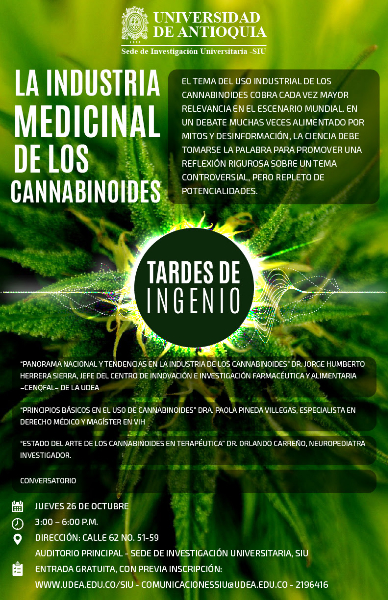 UNIVERSIDAD
DE ANTIOQUIA
Sede de Investigación Universitaria -SIU
LA INDUSTRIA
MEDICINAL
DE LOS
CANNABINOIDES
EL TEMA DEL USO INDUSTRIAL DE LOS
CANNABINOIDES COBRA CADA VEZ MAYOR
RELEVANCIA EN EL ESCENARIO MUNDIAL. EN
UN DEBATE MUCHAS VECES ALIMENTADO POR
MITOS Y DESINFORMACIÓN, LA CIENCIA DEBE
TOMARSE LA PALABRA PARA PROMOVER UNA
REFLEXIÓN RIGUROSA SOBRE UN TEMA
CONTROVERSIAL, PERO REPLETO DE
POTENCIALIDADES.
TARDES DE
INGENIO
"PANORAMA NACIONAL Y TENDENCIAS EN LA INDUSTRIA DE LOS CANNABINOIDES" DR. JORGE HUMBERTO
HERRERA SIERRA, JEFE DEL CENTRO DE INNOVACIÓN E INVESTIGACIÓN FARMACÉUTICA Y ALIMENTARIA
–CENQFAL– DE LA UDEA
"PRINCIPIOS BÁSICOS EN EL USO DE CANNABINOIDES" DRA. PAOLA PINEDA VILLEGAS, ESPECIALISTA EN
DERECHO MÉDICO Y MAGÍSTER EN VIH
"ESTADO DEL ARTE DE LOS CANNABINOIDES EN TERAPÉUTICA" DR. ORLANDO CARREÑO, NEUROPEDIATRA
INVESTIGADOR.
CONVERSATORIO
JUEVES 26 DE OCTUBRE
3:00 – 6:00 P.M.
DIRECCIÓN: CALLE 62 NO. 51-59
AUDITORIO PRINCIPAL - SEDE DE INVESTIGACIÓN UNIVERSITARIA, SIU
ENTRADA GRATUITA, CON PREVIA INSCRIPCIÓN:
WWW.UDEA.EDU.CO/SIU - COMUNICACIONESSIU@UDEA.EDU.CO - 2196416